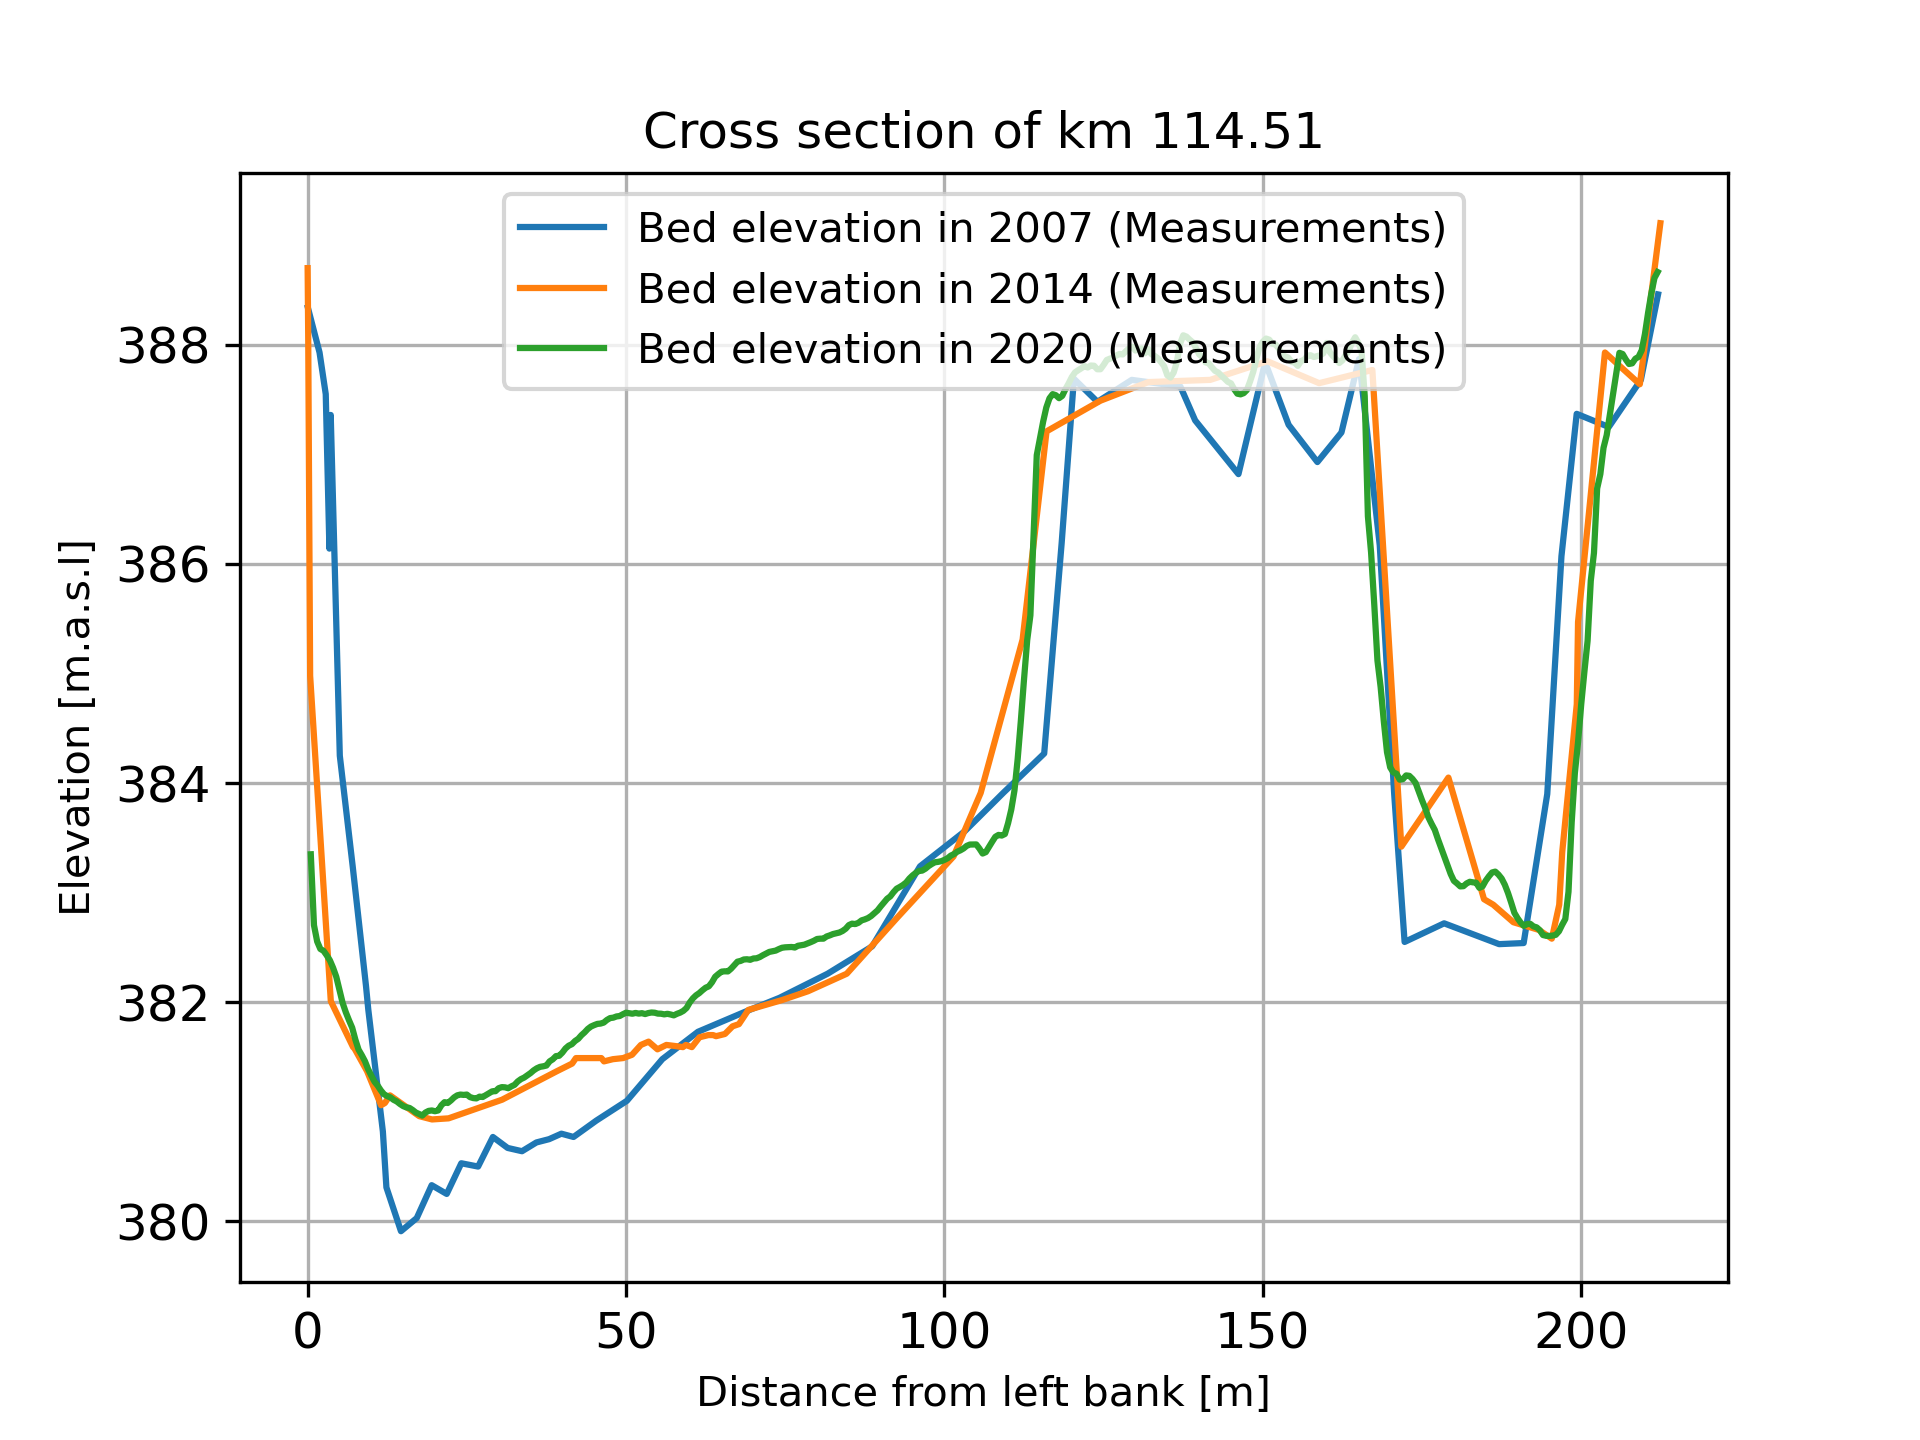 Cross section of km 114.51
Bed elevation in 2007 (Measurements)
Bed elevation in 2014 (Measurements)
Bed elevation in 2020 (Measurements)
Elevation [m.a.s.l]
388
386
384
382
380
0 50 100 150 200
Distance from left bank [m]